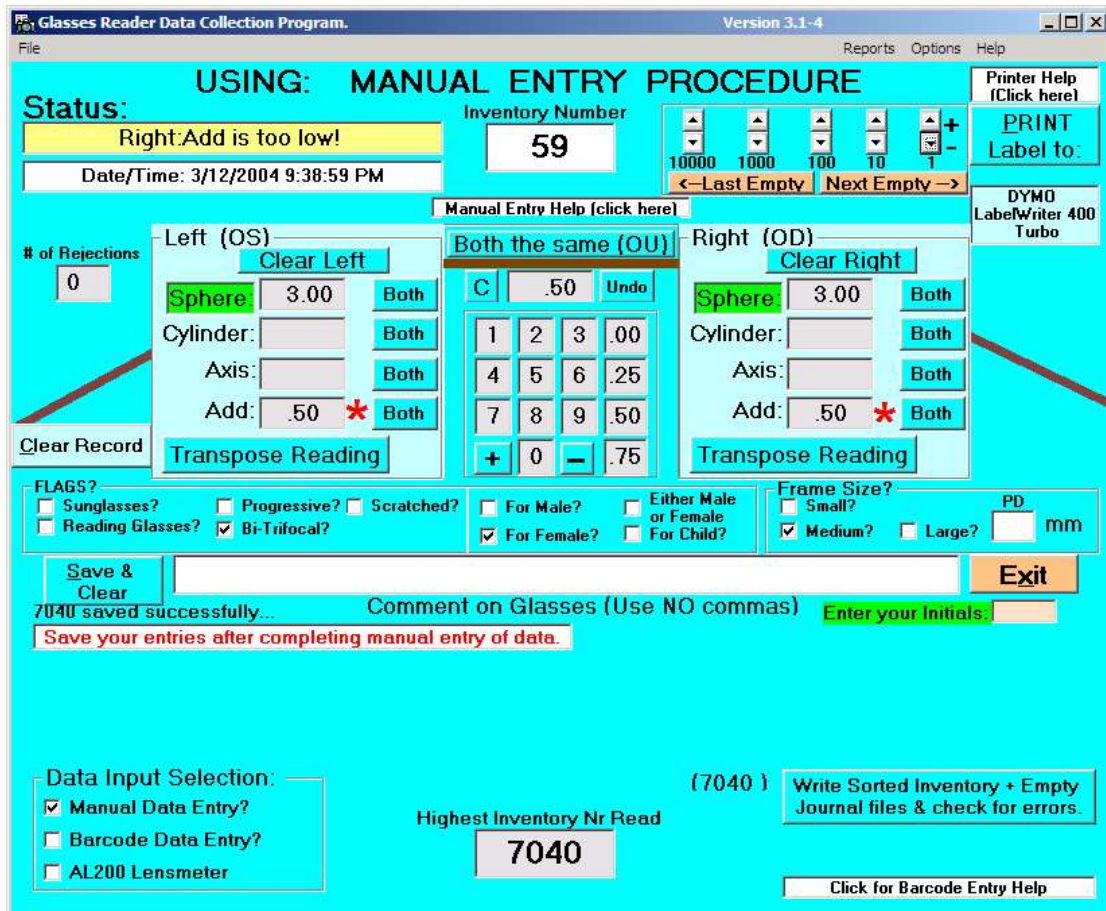 Glasses Reader Data Collection Program. Version 3.1-4
File Reports Options Help
USING: MANUAL ENTRY PROCEDURE
Printer Help
(Click here)
Status:
Right:Add is too low!
Date/Time: 3/12/2004 9:38:59 PM
Inventory Number
59
+
-
10000 1000 100 10 1
<--Last Empty Next Empty -->
PRINT
Label to:
DYMO
LabelWriter 400
Turbo
Manual Entry Help (click here)
# of Rejections
0
Left (OS)
Clear Left
Sphere: 3.00 Both
Cylinder: Both
Axis: Both
Add: .50 * Both
Transpose Reading
Both the same (OU)
C .50 Undo
1 2 3 .00
4 5 6 .25
7 8 9 .50
+ 0 - .75
Right (OD)
Clear Right
Sphere: 3.00 Both
Cylinder: Both
Axis: Both
Add: .50 * Both
Transpose Reading
Clear Record
FLAGS?
Sunglasses? Progressive? Scratched?
Reading Glasses? Bi-Trifocal?
For Male? Either Male
or Female
For Female? For Child?
Frame Size?
Small?
Medium? Large?
PD
mm
Save &
Clear
Exit
7040 saved successfully...
Comment on Glasses (Use NO commas)
Enter your Initials:
Save your entries after completing manual entry of data.
Data Input Selection:
Manual Data Entry?
Barcode Data Entry?
AL200 Lensmeter
Highest Inventory Nr Read
7040
(7040 )
Write Sorted Inventory + Empty
Journal files & check for errors.
Click for Barcode Entry Help